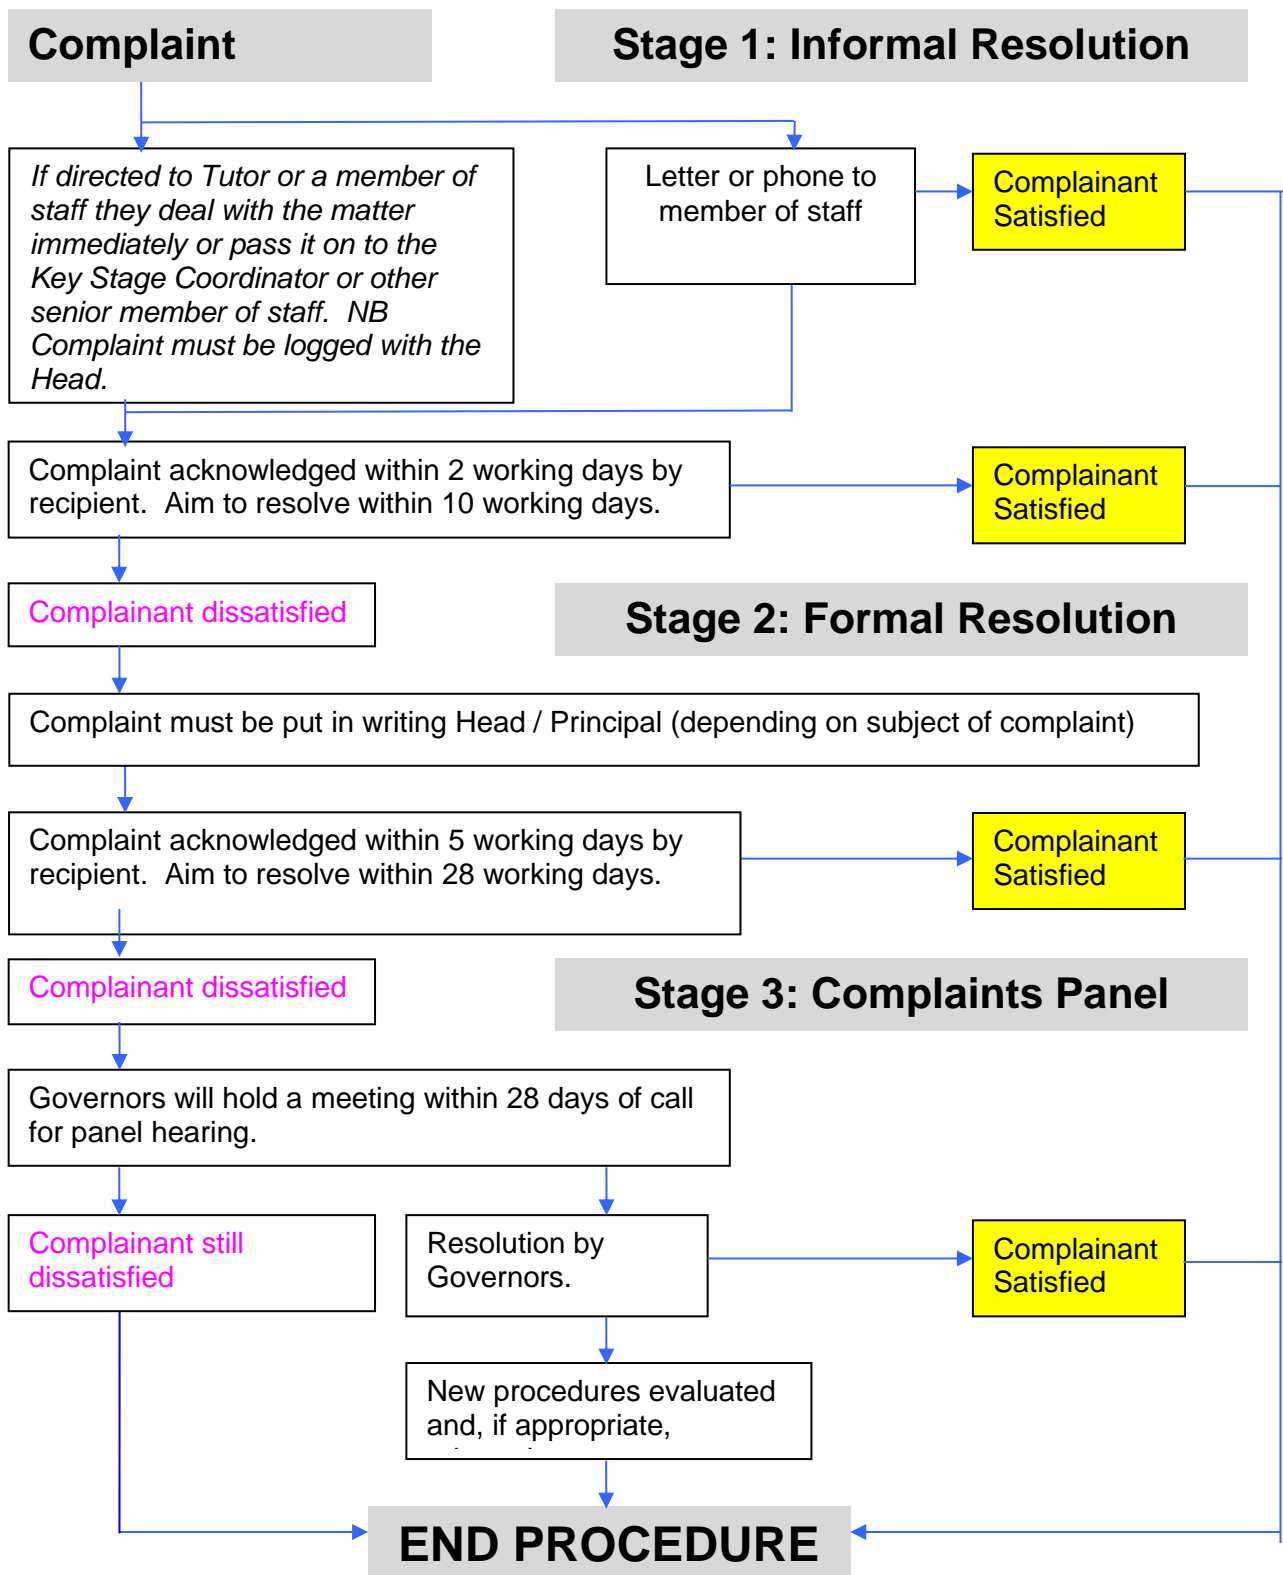 Complaint
Stage 1: Informal Resolution
If directed to Tutor or a member of
staff they deal with the matter
immediately or pass it on to the
Key Stage Coordinator or other
senior member of staff.  NB
Complaint must be logged with the
Head.
Letter or phone to
member of staff
Complainant
Satisfied
Complaint acknowledged within 2 working days by
recipient.  Aim to resolve within 10 working days.
Complainant
Satisfied
Complainant dissatisfied
Stage 2: Formal Resolution
Complaint must be put in writing Head / Principal (depending on subject of complaint)
Complaint acknowledged within 5 working days by
recipient.  Aim to resolve within 28 working days.
Complainant
Satisfied
Complainant dissatisfied
Stage 3: Complaints Panel
Governors will hold a meeting within 28 days of call
for panel hearing.
Complainant still
dissatisfied
Resolution by
Governors.
Complainant
Satisfied
New procedures evaluated
and, if appropriate,
END PROCEDURE